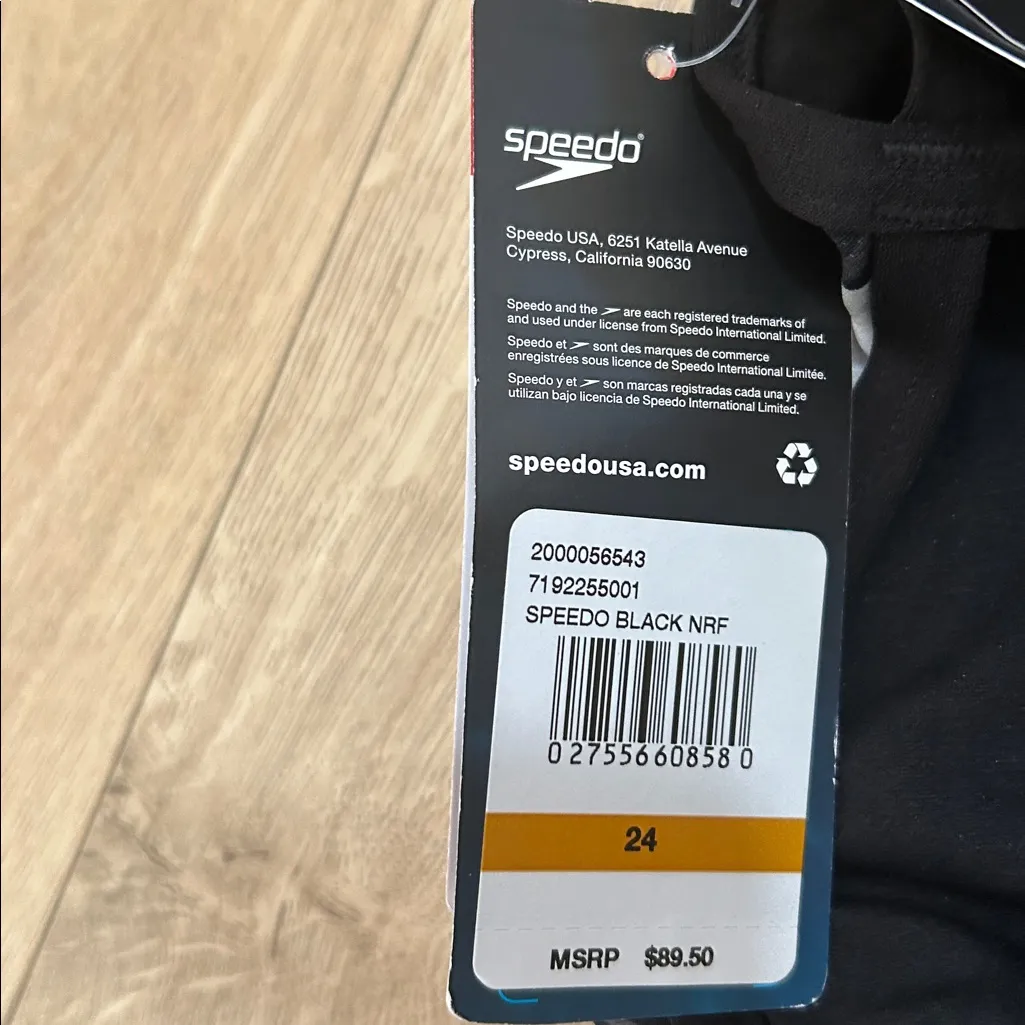 speedo®
Speedo USA, 6251 Katella Avenue
Cypress, California 90630
Speedo and the are each registered trademarks of
and used under license from Speedo International Limited.
Speedo et sont des marques de commerce
enregistrées sous licence de Speedo International Limitée.
Speedo y et son marcas registradas cada una y se
utilizan bajo licencia de Speedo International Limited.
speedousa.com
2000056543
7192255001
SPEEDO BLACK NRF
0 27556 60858 0
24
MSRP $89.50